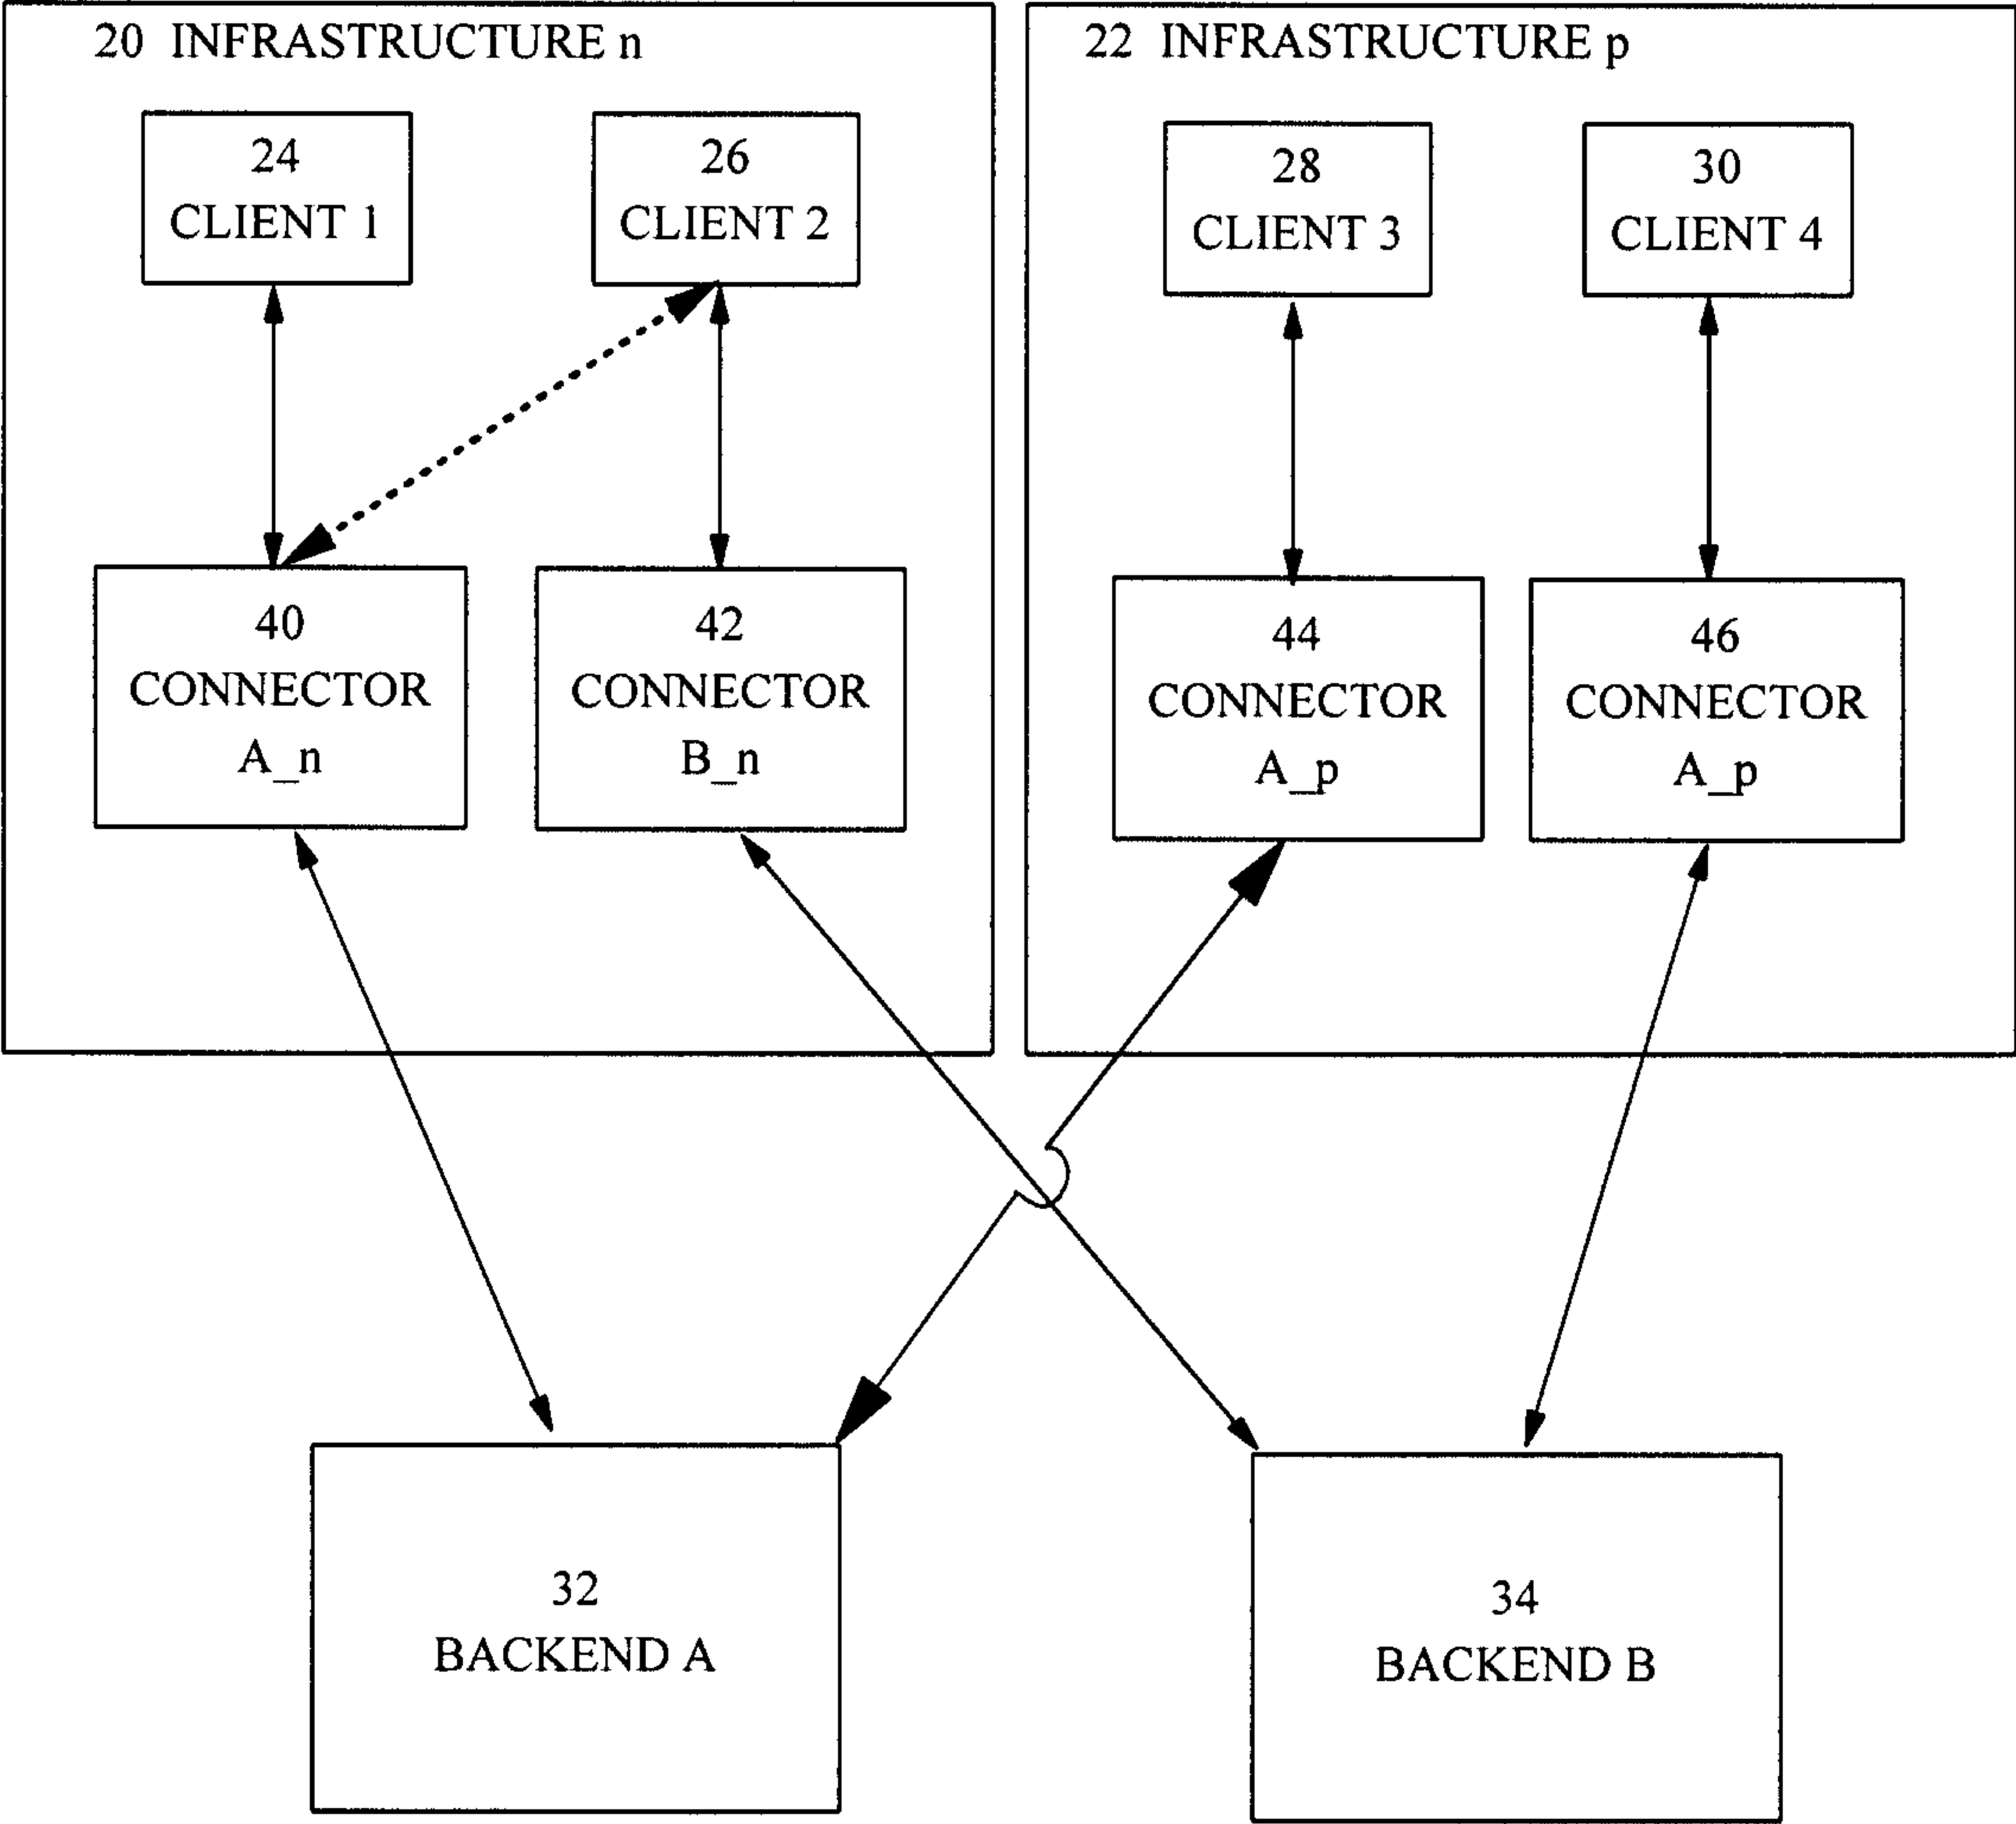 20 INFRASTRUCTURE n
22 INFRASTRUCTURE p
24
CLIENT 1
26
CLIENT 2
28
CLIENT 3
30
CLIENT 4
40
CONNECTOR
A_n
42
CONNECTOR
B_n
44
CONNECTOR
A_p
46
CONNECTOR
A_p
32
BACKEND A
34
BACKEND B